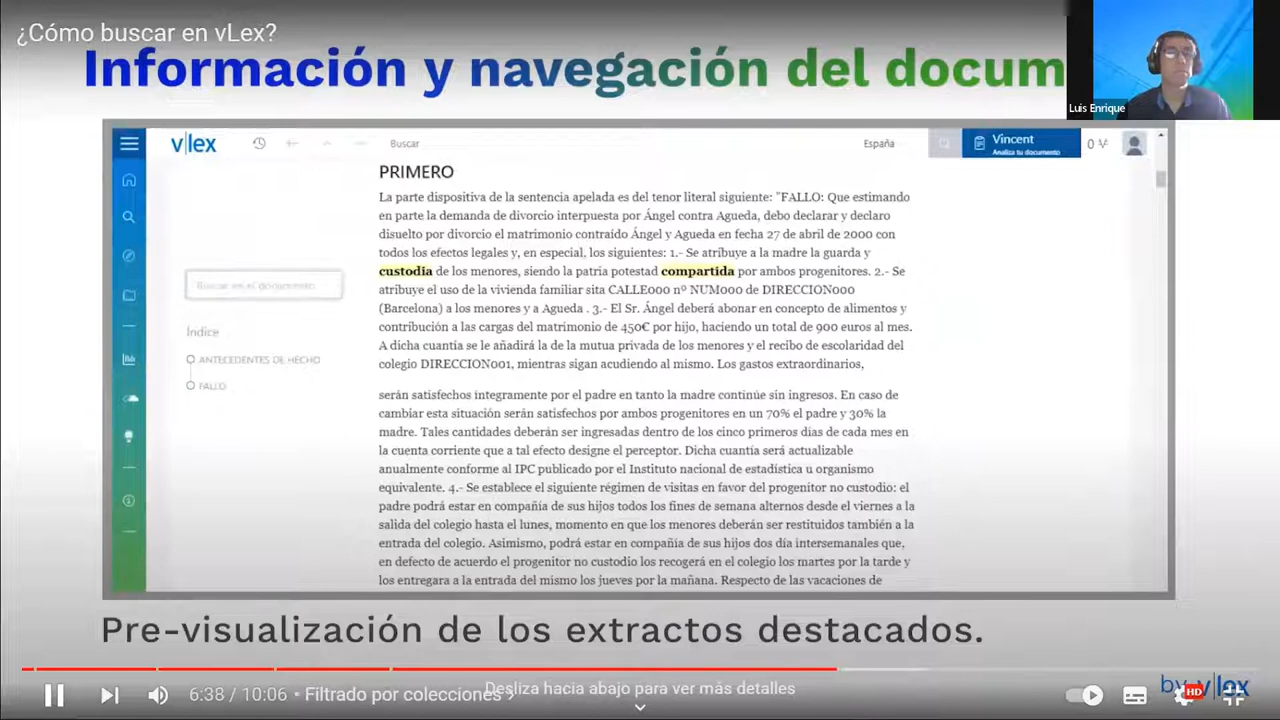 ¿Cómo buscar en vLex?
Información y navegación del docum
Luis Enrique
v|lex
Buscar
España
Vincent
Analiza tu documento
0
PRIMERO
La parte dispositiva de la sentencia apelada es del tenor literal siguiente: "FALLO: Que estimando
en parte la demanda de divorcio interpuesta por Ángel contra Agueda, debo declarar y declaro
disuelto por divorcio el matrimonio contraído Ángel y Agueda en fecha 27 de abril de 2000 con
todos los efectos legales y, en especial, los siguientes: 1.- Se atribuye a la madre la guarda y
custodia de los menores, siendo la patria potestad compartida por ambos progenitores. 2.- Se
atribuye el uso de la vivienda familiar sita CALLE000 nº NUM000 de DIRECCION000
(Barcelona) a los menores y a Agueda . 3.- El Sr. Ángel deberá abonar en concepto de alimentos y
contribución a las cargas del matrimonio de 450€ por hijo, haciendo un total de 900 euros al mes.
A dicha cuantía se le añadirá la de la mutua privada de los menores y el recibo de escolaridad del
colegio DIRECCION001, mientras sigan acudiendo al mismo. Los gastos extraordinarios,
Buscar en el documento
Índice
ANTECEDENTES DE HECHO
FALLO
serán satisfechos íntegramente por el padre en tanto la madre continúe sin ingresos. En caso de
cambiar esta situación serán satisfechos por ambos progenitores en un 70% el padre y 30% la
madre. Tales cantidades deberán ser ingresadas dentro de los cinco primeros días de cada mes en
la cuenta corriente que a tal efecto designe el perceptor. Dicha cuantía será actualizable
anualmente conforme al IPC publicado por el Instituto nacional de estadística u organismo
equivalente. 4.- Se establece el siguiente régimen de visitas en favor del progenitor no custodio: el
padre podrá estar en compañía de sus hijos todos los fines de semana alternos desde el viernes a la
salida del colegio hasta el lunes, momento en que los menores deberán ser restituidos también a la
entrada del colegio. Asimismo, podrá estar en compañía de sus hijos dos día intersemanales que,
en defecto de acuerdo el progenitor no custodio los recogerá en el colegio los martes por la tarde y
los entregara a la entrada del mismo los jueves por la mañana. Respecto de las vacaciones de
Pre-visualización de los extractos destacados.
6:38 / 10:06 • Filtrado por colecciones
Desliza hacia abajo para ver más detalles
by v|lex
HD